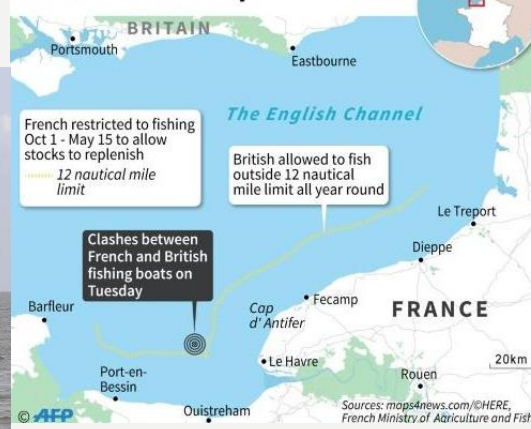 BRITAIN
Portsmouth
Eastbourne
The English Channel
French restricted to fishing
Oct 1 - May 15 to allow
stocks to replenish
12 nautical mile
limit
British allowed to fish
outside 12 nautical
mile limit all year round
Le Treport
Dieppe
Clashes between
French and British
fishing boats on
Tuesday
Fecamp
Cap
d'Antifer
FRANCE
Barfleur
Le Havre
20km
Port-en-
Bessin
Rouen
Ouistreham
Sources: maps4news.com/©HERE,
French Ministry of Agriculture and Fish
© AFP